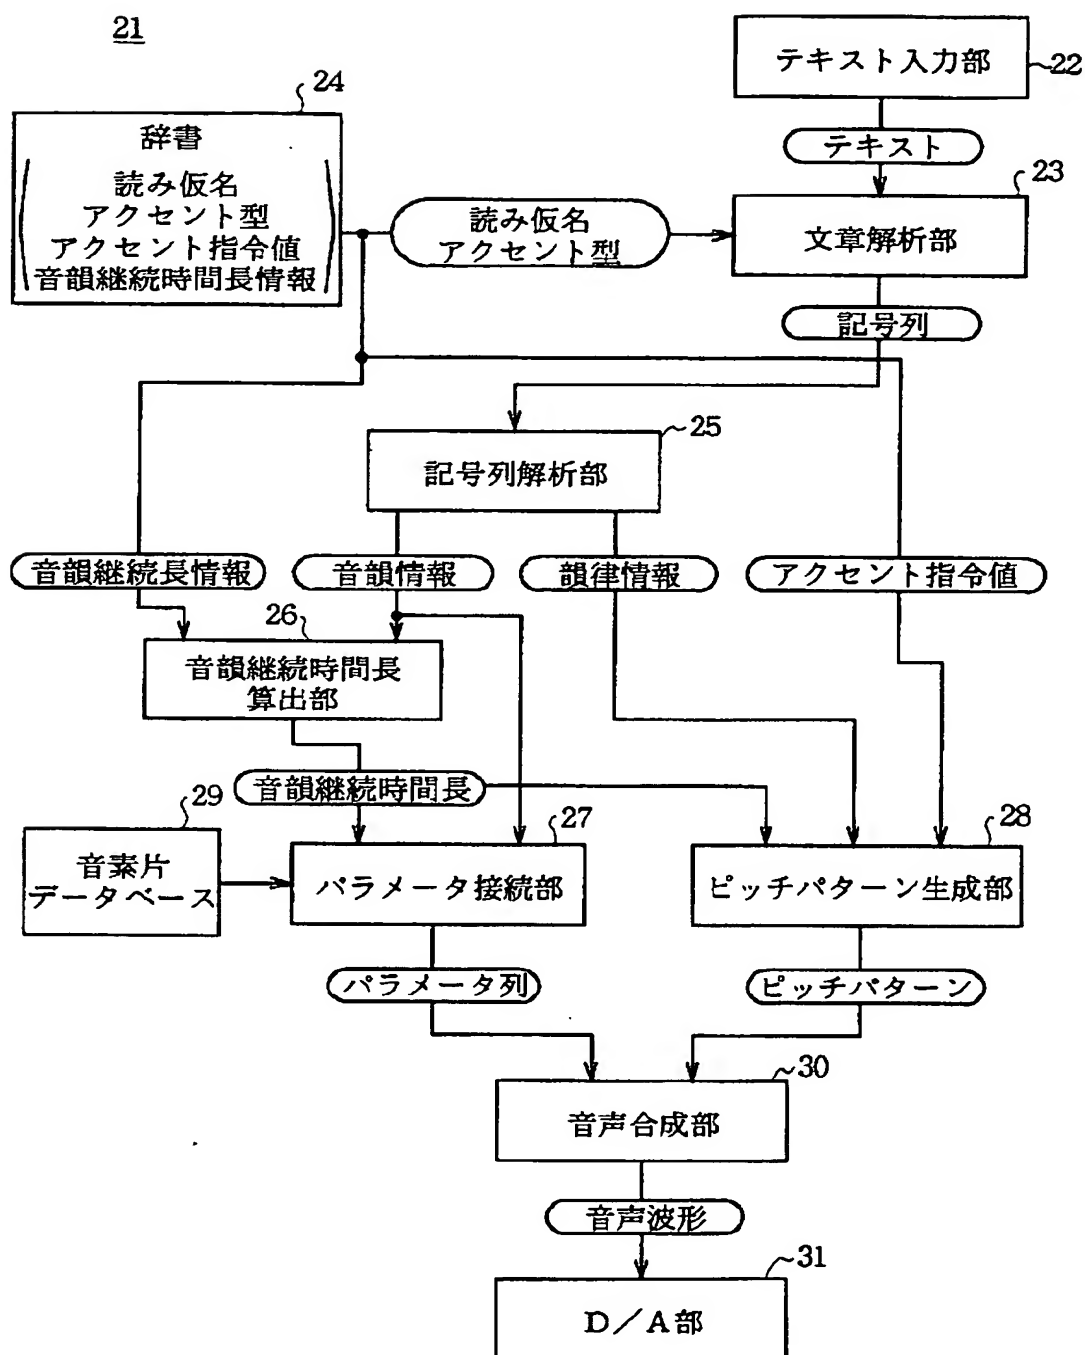 21
テキスト入力部
22
24
辞書
読み仮名
アクセント型
アクセント指令値
音韻継続時間長情報
テキスト
読み仮名
アクセント型
23
文章解析部
記号列
25
記号列解析部
音韻継続長情報
音韻情報
韻律情報
アクセント指令値
26
音韻継続時間長
算出部
音韻継続時間長
29
音素片
データベース
27
パラメータ接続部
28
ピッチパターン生成部
パラメータ列
ピッチパターン
30
音声合成部
音声波形
31
D/A部